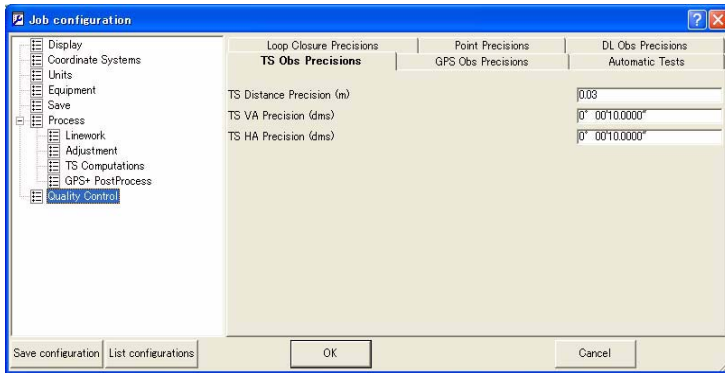 Job configuration
Display
Coordinate Systems
Units
Equipment
Save
Process
Linework
Adjustment
TS Computations
GPS+ PostProcess
Quality Control
Loop Closure Precisions
Point Precisions
DL Obs Precisions
TS Obs Precisions
GPS Obs Precisions
Automatic Tests
TS Distance Precision (m)
0.03
TS VA Precision (dms)
0° 00'10.0000"
TS HA Precision (dms)
0° 00'10.0000"
Save configuration
List configurations
OK
Cancel